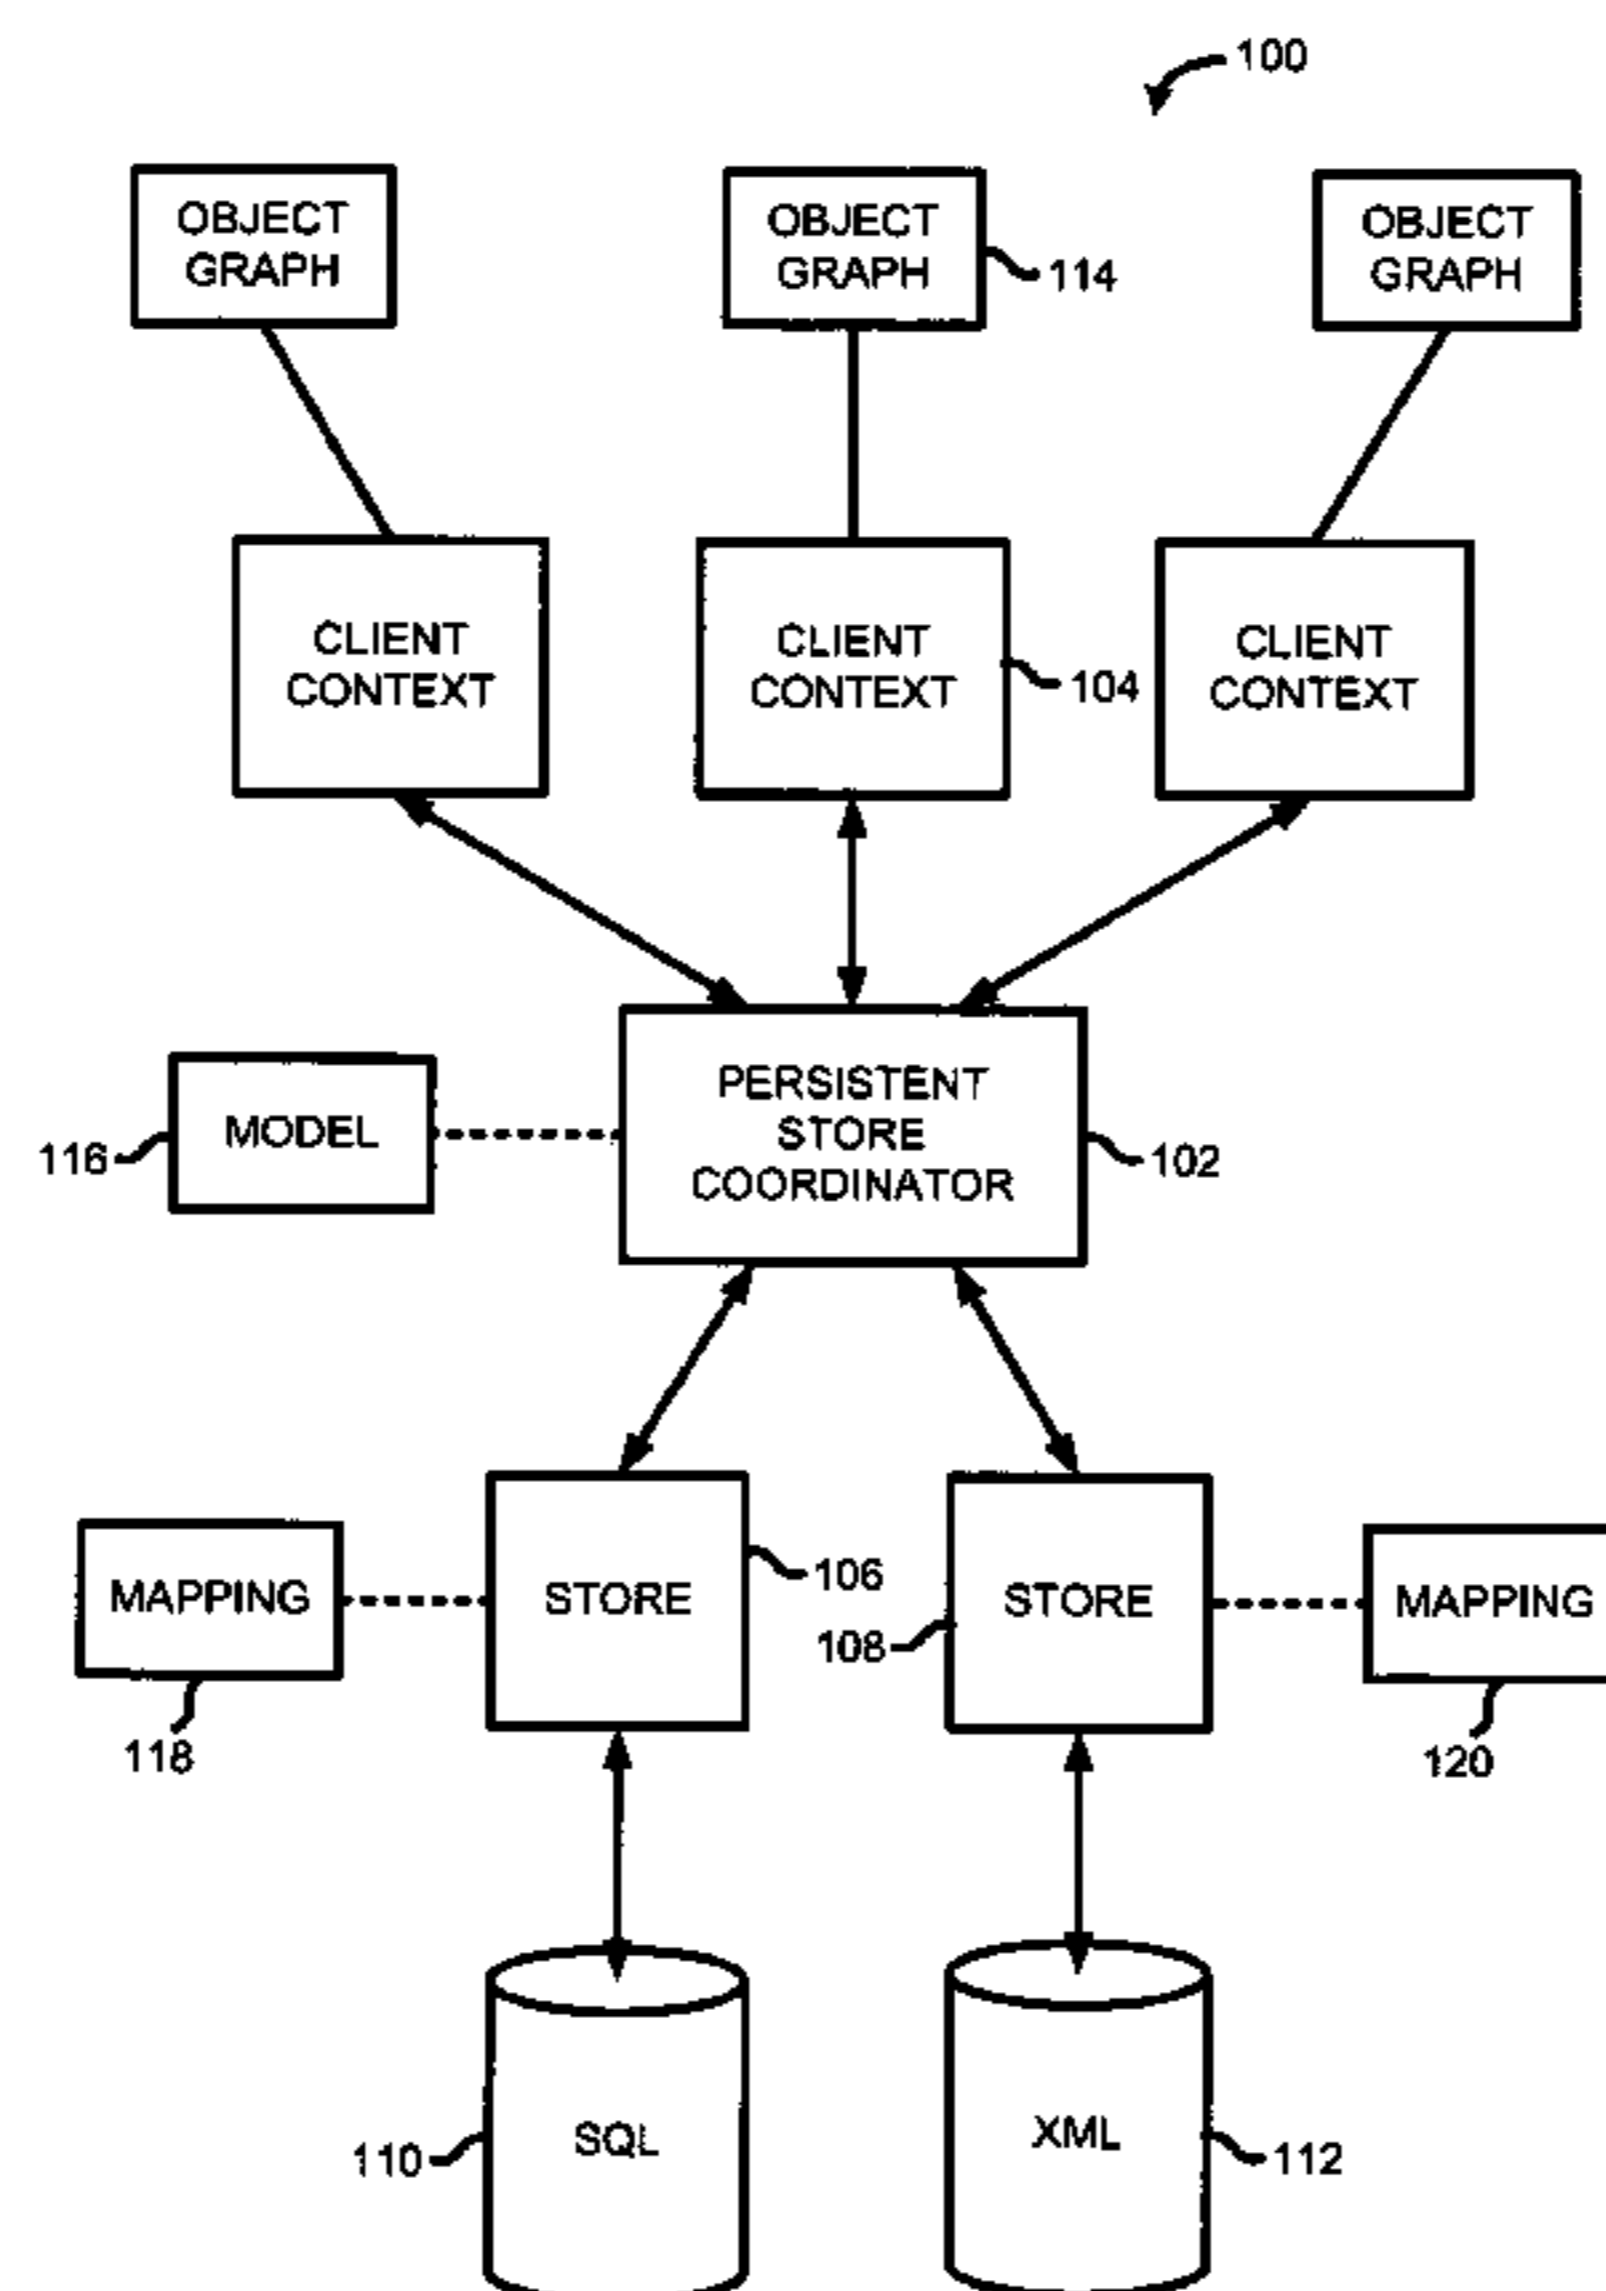 100
OBJECT
GRAPH
OBJECT
GRAPH
114
OBJECT
GRAPH
CLIENT
CONTEXT
CLIENT
CONTEXT
104
CLIENT
CONTEXT
116
MODEL
PERSISTENT
STORE
COORDINATOR
102
MAPPING
118
STORE
106
108
STORE
MAPPING
120
110
SQL
XML
112